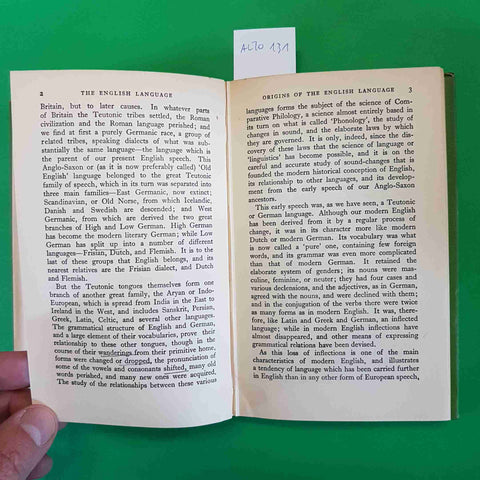 ALTO 131
2 THE ENGLISH LANGUAGE
Britain, but to later causes. In whatever parts
of Britain the Teutonic tribes settled, the Roman
civilization and the Roman language perished; and
we find at first a purely Germanic race, a group of
related tribes, speaking dialects of what was sub-
stantially the same language—the language which
is the parent of our present English speech. This
Anglo-Saxon or (as it is now preferably called) 'Old
English' language belonged to the great Teutonic
family of speech, which in its turn was separated into
three main families—East Germanic, now extinct;
Scandinavian, or Old Norse, from which Icelandic,
Danish and Swedish are descended; and West
Germanic, from which are derived the two great
branches of High and Low German. High German
has become the modern literary German; while Low
German has split up into a number of different
languages—Frisian, Dutch, and Flemish. It is to the
last of these groups that English belongs, and its
nearest relatives are the Frisian dialect, and Dutch
and Flemish.
But the Teutonic tongues themselves form one
branch of another great family, the Aryan or Indo-
European, which is spread from India in the East to
Ireland in the West, and includes Sanskrit, Persian,
Greek, Latin, Celtic, and several other languages.
The grammatical structure of English and German,
and a large element of their vocabularies, prove their
relationship to these other tongues, though in the
course of their wanderings from their primitive home,
forms were changed or dropped, the pronunciation of
some of the vowels and consonants shifted, many old
words perished, and many new ones were acquired.
The study of the relationships between these various
ORIGINS OF THE ENGLISH LANGUAGE 3
languages forms the subject of the science of Com-
parative Philology, a science almost entirely based in
its turn on what is called 'Phonology', the study of
changes in sound, and the elaborate laws by which
they are governed. It is only, indeed, since the dis-
covery of these laws that the science of language or
'linguistics' has become possible, and it is on the
careful and accurate study of sound-changes that is
founded the modern historical conception of English,
its relationship to other languages, and its develop-
ment from the early speech of our Anglo-Saxon
ancestors.
This early speech was, as we have seen, a Teutonic
or German language. Although our modern English
has been derived from it by a regular process of
change, it was in its character more like modern
Dutch or modern German. Its vocabulary was what
is now called a 'pure' one, containing few foreign
words, and its grammar was even more complicated
than that of modern German. It retained the
elaborate system of genders; its nouns were mas-
culine, feminine, or neuter; they had four cases and
various declensions, and the adjectives, as in German,
agreed with the nouns, and were declined with them;
and in the conjugation of the verbs there were twice
as many forms as in modern English. It was, there-
fore, like Latin and Greek and German, an inflected
language; while in modern English inflections have
almost disappeared, and other means of expressing
grammatical relations have been devised.
As this loss of inflections is one of the main
characteristics of modern English, and illustrates
a tendency of language which has been carried further
in English than in any other form of European speech,